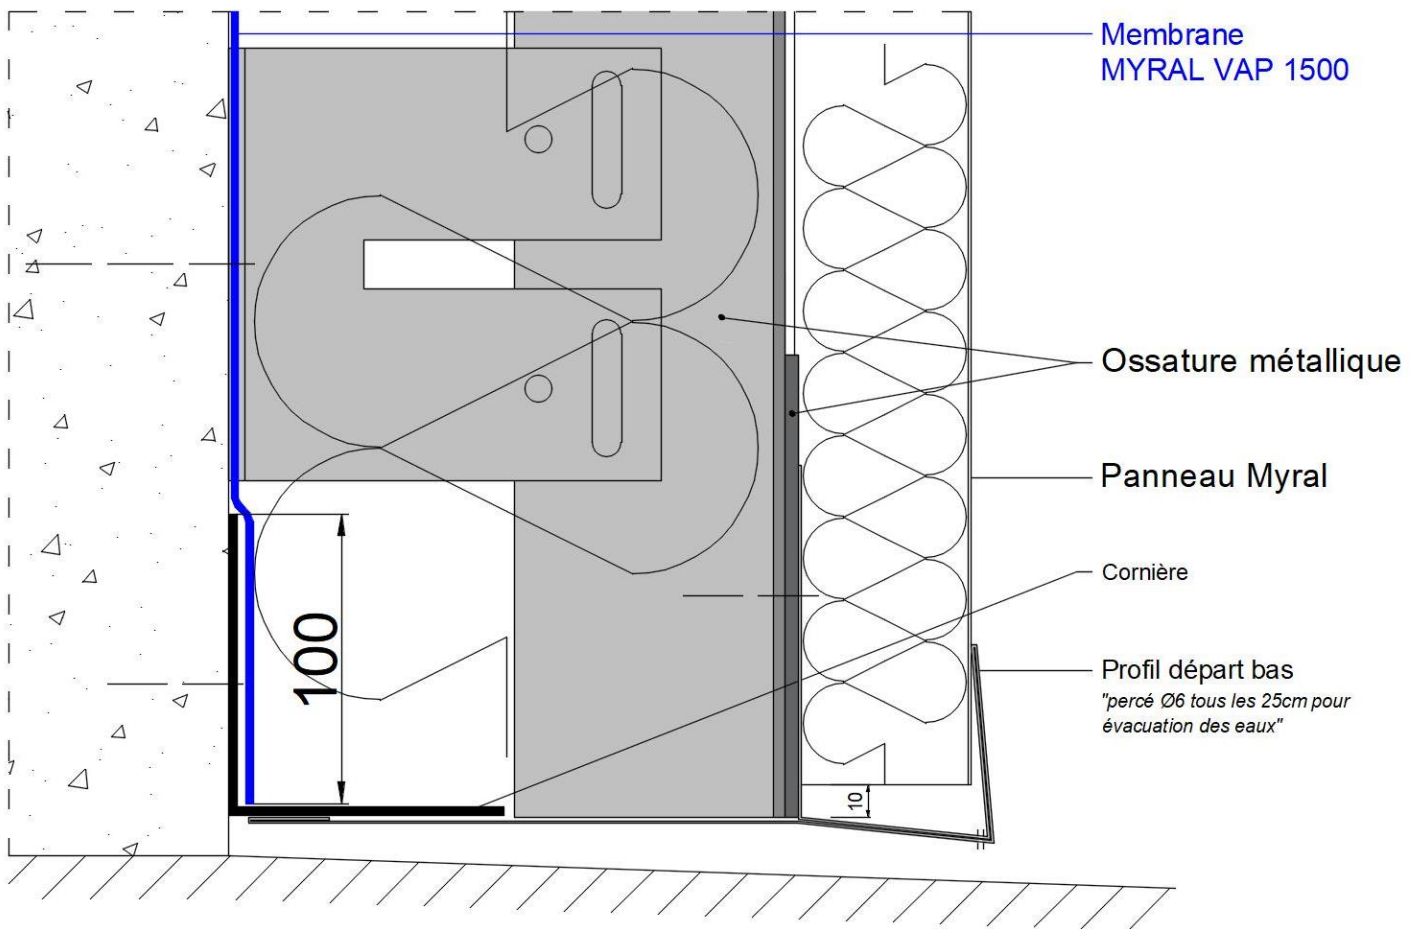 Membrane
MYRAL VAP 1500
Ossature métallique
Panneau Myral
Cornière
100
Profil départ bas
"percé Ø6 tous les 25cm pour
évacuation des eaux"
10